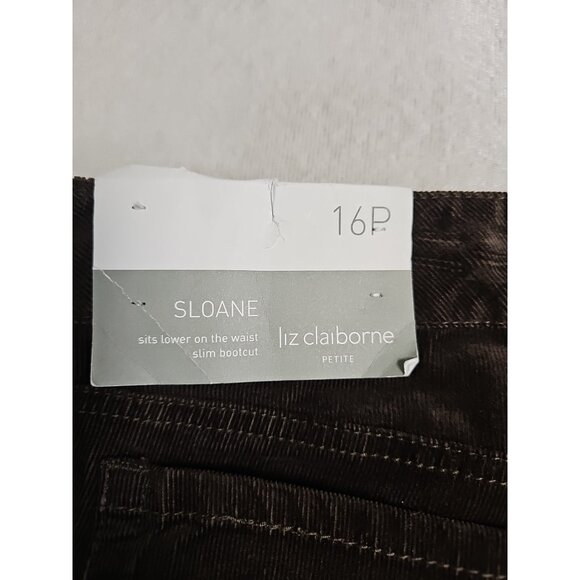 16P
SLOANE
sits lower on the waist
slim bootcut
liz claiborne
PETITE